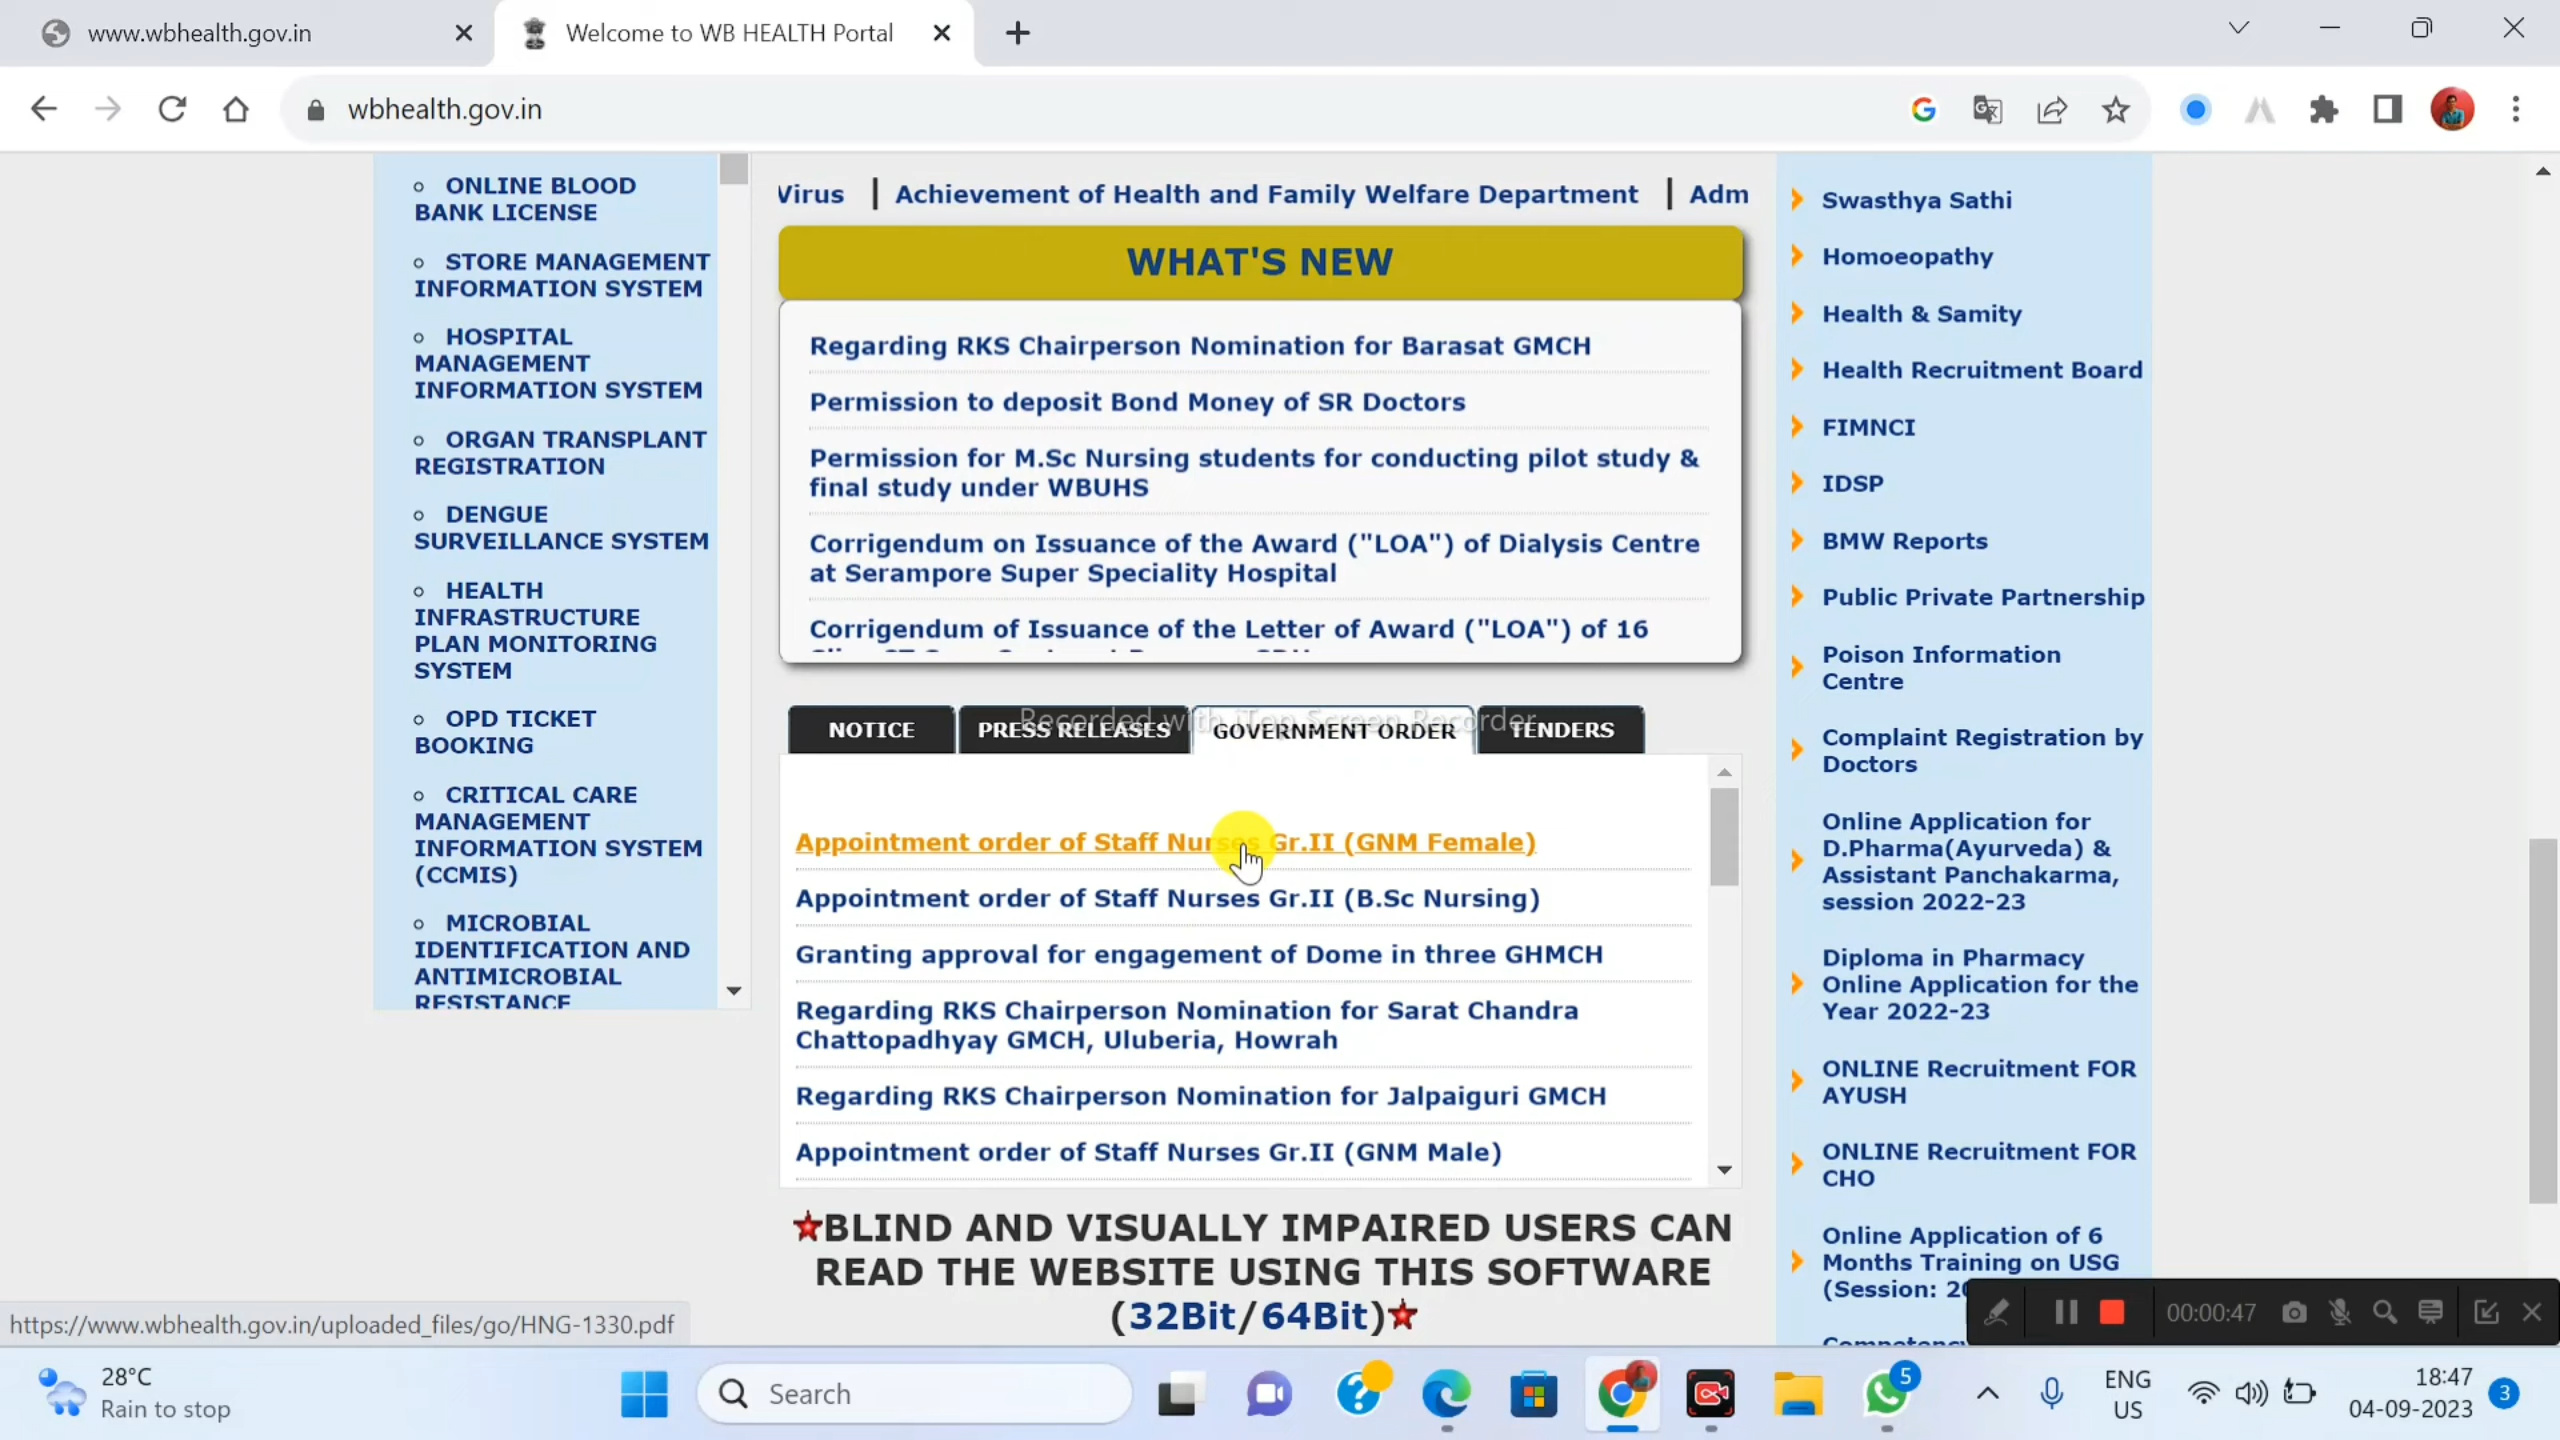 www.wbhealth.gov.in
Welcome to WB HEALTH Portal
wbhealth.gov.in
ONLINE BLOOD
BANK LICENSE
STORE MANAGEMENT
INFORMATION SYSTEM
HOSPITAL
MANAGEMENT
INFORMATION SYSTEM
ORGAN TRANSPLANT
REGISTRATION
DENGUE
SURVEILLANCE SYSTEM
HEALTH
INFRASTRUCTURE
PLAN MONITORING
SYSTEM
OPD TICKET
BOOKING
CRITICAL CARE
MANAGEMENT
INFORMATION SYSTEM
(CCMIS)
MICROBIAL
IDENTIFICATION AND
ANTIMICROBIAL
RESISTANCE
Virus | Achievement of Health and Family Welfare Department | Adm
WHAT'S NEW
Regarding RKS Chairperson Nomination for Barasat GMCH
Permission to deposit Bond Money of SR Doctors
Permission for M.Sc Nursing students for conducting pilot study &
final study under WBUHS
Corrigendum on Issuance of the Award ("LOA") of Dialysis Centre
at Serampore Super Speciality Hospital
Corrigendum of Issuance of the Letter of Award ("LOA") of 16
Recorded with iTop Screen Recorder
NOTICE
PRESS RELEASES
GOVERNMENT ORDER
TENDERS
Appointment order of Staff Nurses Gr.II (GNM Female)
Appointment order of Staff Nurses Gr.II (B.Sc Nursing)
Granting approval for engagement of Dome in three GHMCH
Regarding RKS Chairperson Nomination for Sarat Chandra
Chattopadhyay GMCH, Uluberia, Howrah
Regarding RKS Chairperson Nomination for Jalpaiguri GMCH
Appointment order of Staff Nurses Gr.II (GNM Male)
BLIND AND VISUALLY IMPAIRED USERS CAN
READ THE WEBSITE USING THIS SOFTWARE
(32Bit/64Bit)
Swasthya Sathi
Homoeopathy
Health & Samity
Health Recruitment Board
FIMNCI
IDSP
BMW Reports
Public Private Partnership
Poison Information
Centre
Complaint Registration by
Doctors
Online Application for
D.Pharma(Ayurveda) &
Assistant Panchakarma,
session 2022-23
Diploma in Pharmacy
Online Application for the
Year 2022-23
ONLINE Recruitment FOR
AYUSH
ONLINE Recruitment FOR
CHO
Online Application of 6
Months Training on USG
(Session: 20
https://www.wbhealth.gov.in/uploaded_files/go/HNG-1330.pdf
00:00:47
28°C
Rain to stop
Search
5
ENG
US
18:47
04-09-2023
3